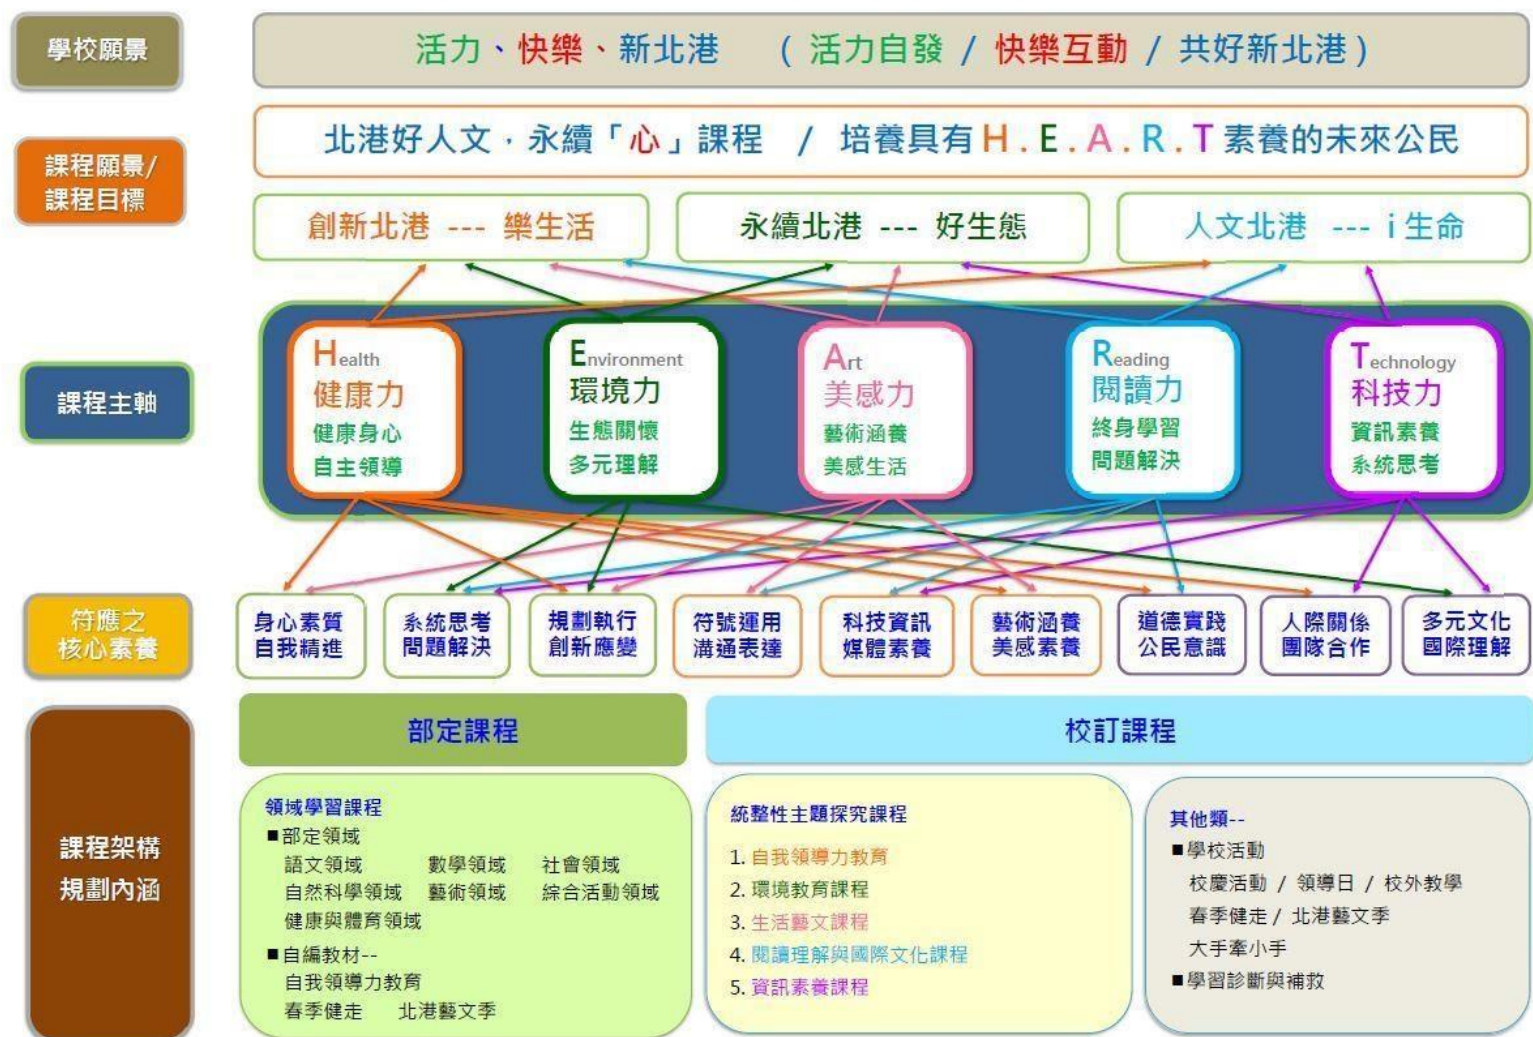 學校願景
活力、快樂、新北港 ( 活力自發 / 快樂互動 / 共好新北港 )
課程願景/
課程目標
北港好人文，永續「心」課程 / 培養具有 H . E . A . R . T 素養的未來公民
創新北港 --- 樂生活
永續北港 --- 好生態
人文北港 --- i 生命
課程主軸
Health
健康力
健康身心
自主領導
Environment
環境力
生態關懷
多元理解
Art
美感力
藝術涵養
美感生活
Reading
閱讀力
終身學習
問題解決
Technology
科技力
資訊素養
系統思考
符應之
核心素養
身心素質
自我精進
系統思考
問題解決
規劃執行
創新應變
符號運用
溝通表達
科技資訊
媒體素養
藝術涵養
美感素養
道德實踐
公民意識
人際關係
團隊合作
多元文化
國際理解
課程架構
規劃內涵
部定課程
領域學習課程
■部定領域
語文領域 數學領域 社會領域
自然科學領域 藝術領域 綜合活動領域
健康與體育領域
■自編教材--
自我領導力教育
春季健走 北港藝文季
校訂課程
統整性主題探究課程
1. 自我領導力教育
2. 環境教育課程
3. 生活藝文課程
4. 閱讀理解與國際文化課程
5. 資訊素養課程
其他類--
■學校活動
校慶活動 / 領導日 / 校外教學
春季健走 / 北港藝文季
大手牽小手
■學習診斷與補救